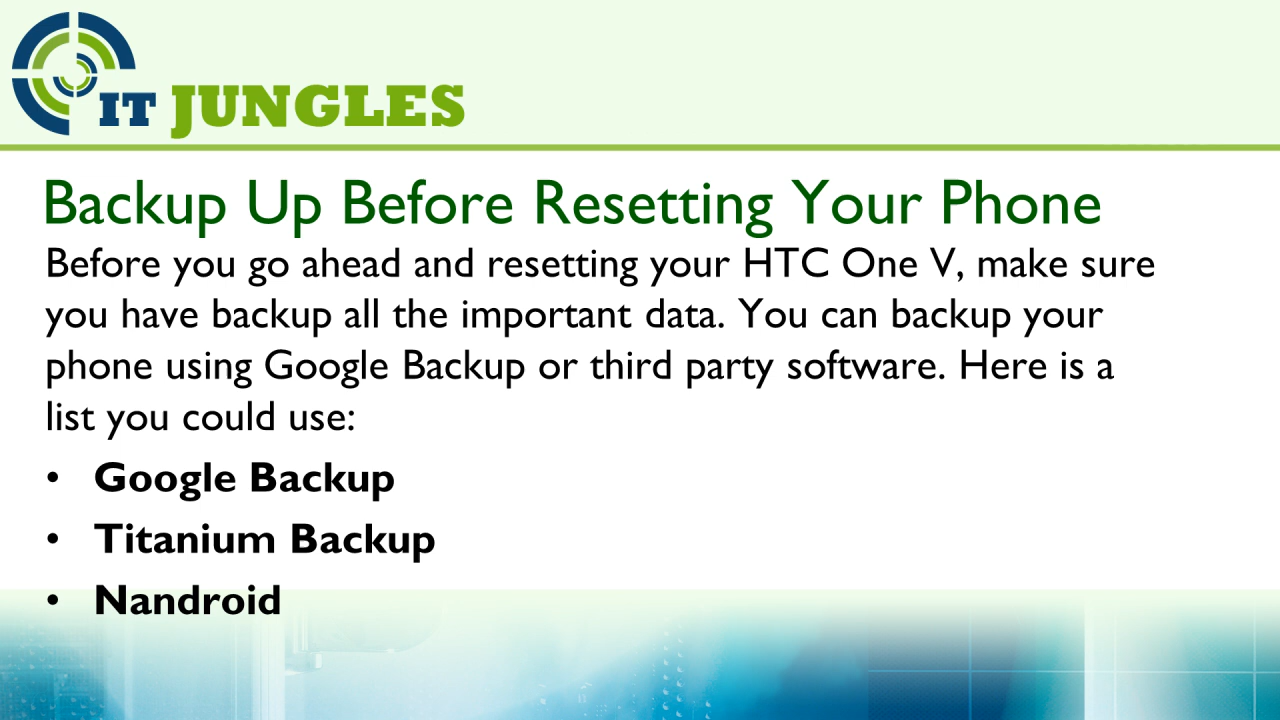 IT JUNGLES
Backup Up Before Resetting Your Phone
Before you go ahead and resetting your HTC One V, make sure
you have backup all the important data. You can backup your
phone using Google Backup or third party software. Here is a
list you could use:
• Google Backup
• Titanium Backup
• Nandroid